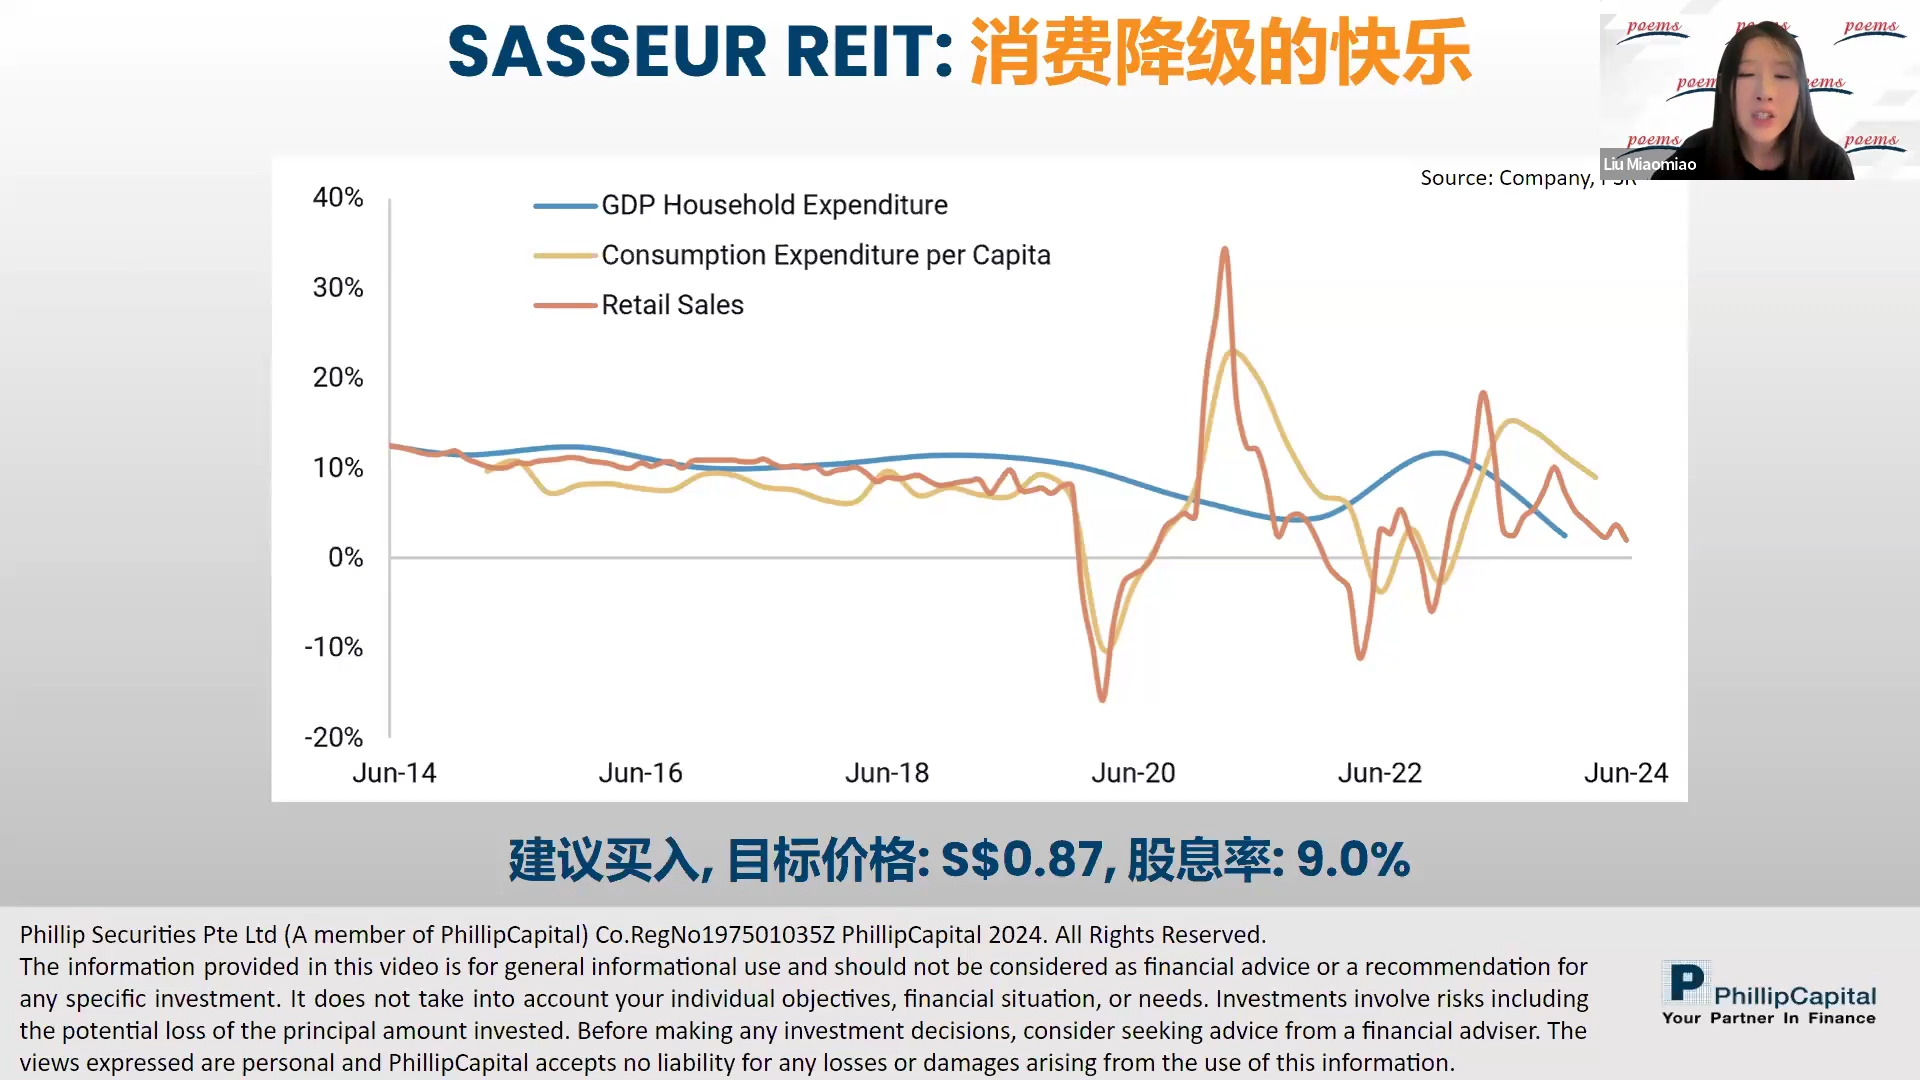 SASSEUR REIT: 消费降级的快乐
poems poems poems
poems poems
poems poems
Liu Miaomiao
Source: Company, PSR
40%
30%
20%
10%
0%
-10%
-20%
GDP Household Expenditure
Consumption Expenditure per Capita
Retail Sales
Jun-14 Jun-16 Jun-18 Jun-20 Jun-22 Jun-24
建议买入, 目标价格: S$0.87, 股息率: 9.0%
Phillip Securities Pte Ltd (A member of PhillipCapital) Co.RegNo197501035Z PhillipCapital 2024. All Rights Reserved.
The information provided in this video is for general informational use and should not be considered as financial advice or a recommendation for
any specific investment. It does not take into account your individual objectives, financial situation, or needs. Investments involve risks including
the potential loss of the principal amount invested. Before making any investment decisions, consider seeking advice from a financial adviser. The
views expressed are personal and PhillipCapital accepts no liability for any losses or damages arising from the use of this information.
P PhillipCapital
Your Partner In Finance